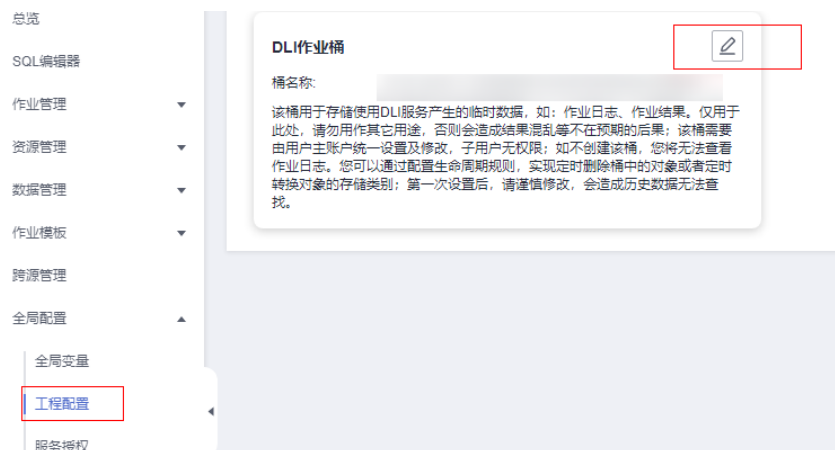 总览
SQL编辑器
作业管理
资源管理
数据管理
作业模板
跨源管理
全局配置
全局变量
工程配置
服务授权
DLI作业桶
桶名称:
该桶用于存储使用DLI服务产生的临时数据，如：作业日志、作业结果。仅用于
此处，请勿用作其它用途，否则会造成结果混乱等不在预期的后果；该桶需要
由用户主账户统一设置及修改，子用户无权限；如不创建该桶，您将无法查看
作业日志。您可以通过配置生命周期规则，实现定时删除桶中的对象或者定时
转换对象的存储类别；第一次设置后，请谨慎修改，会造成历史数据无法查
找。